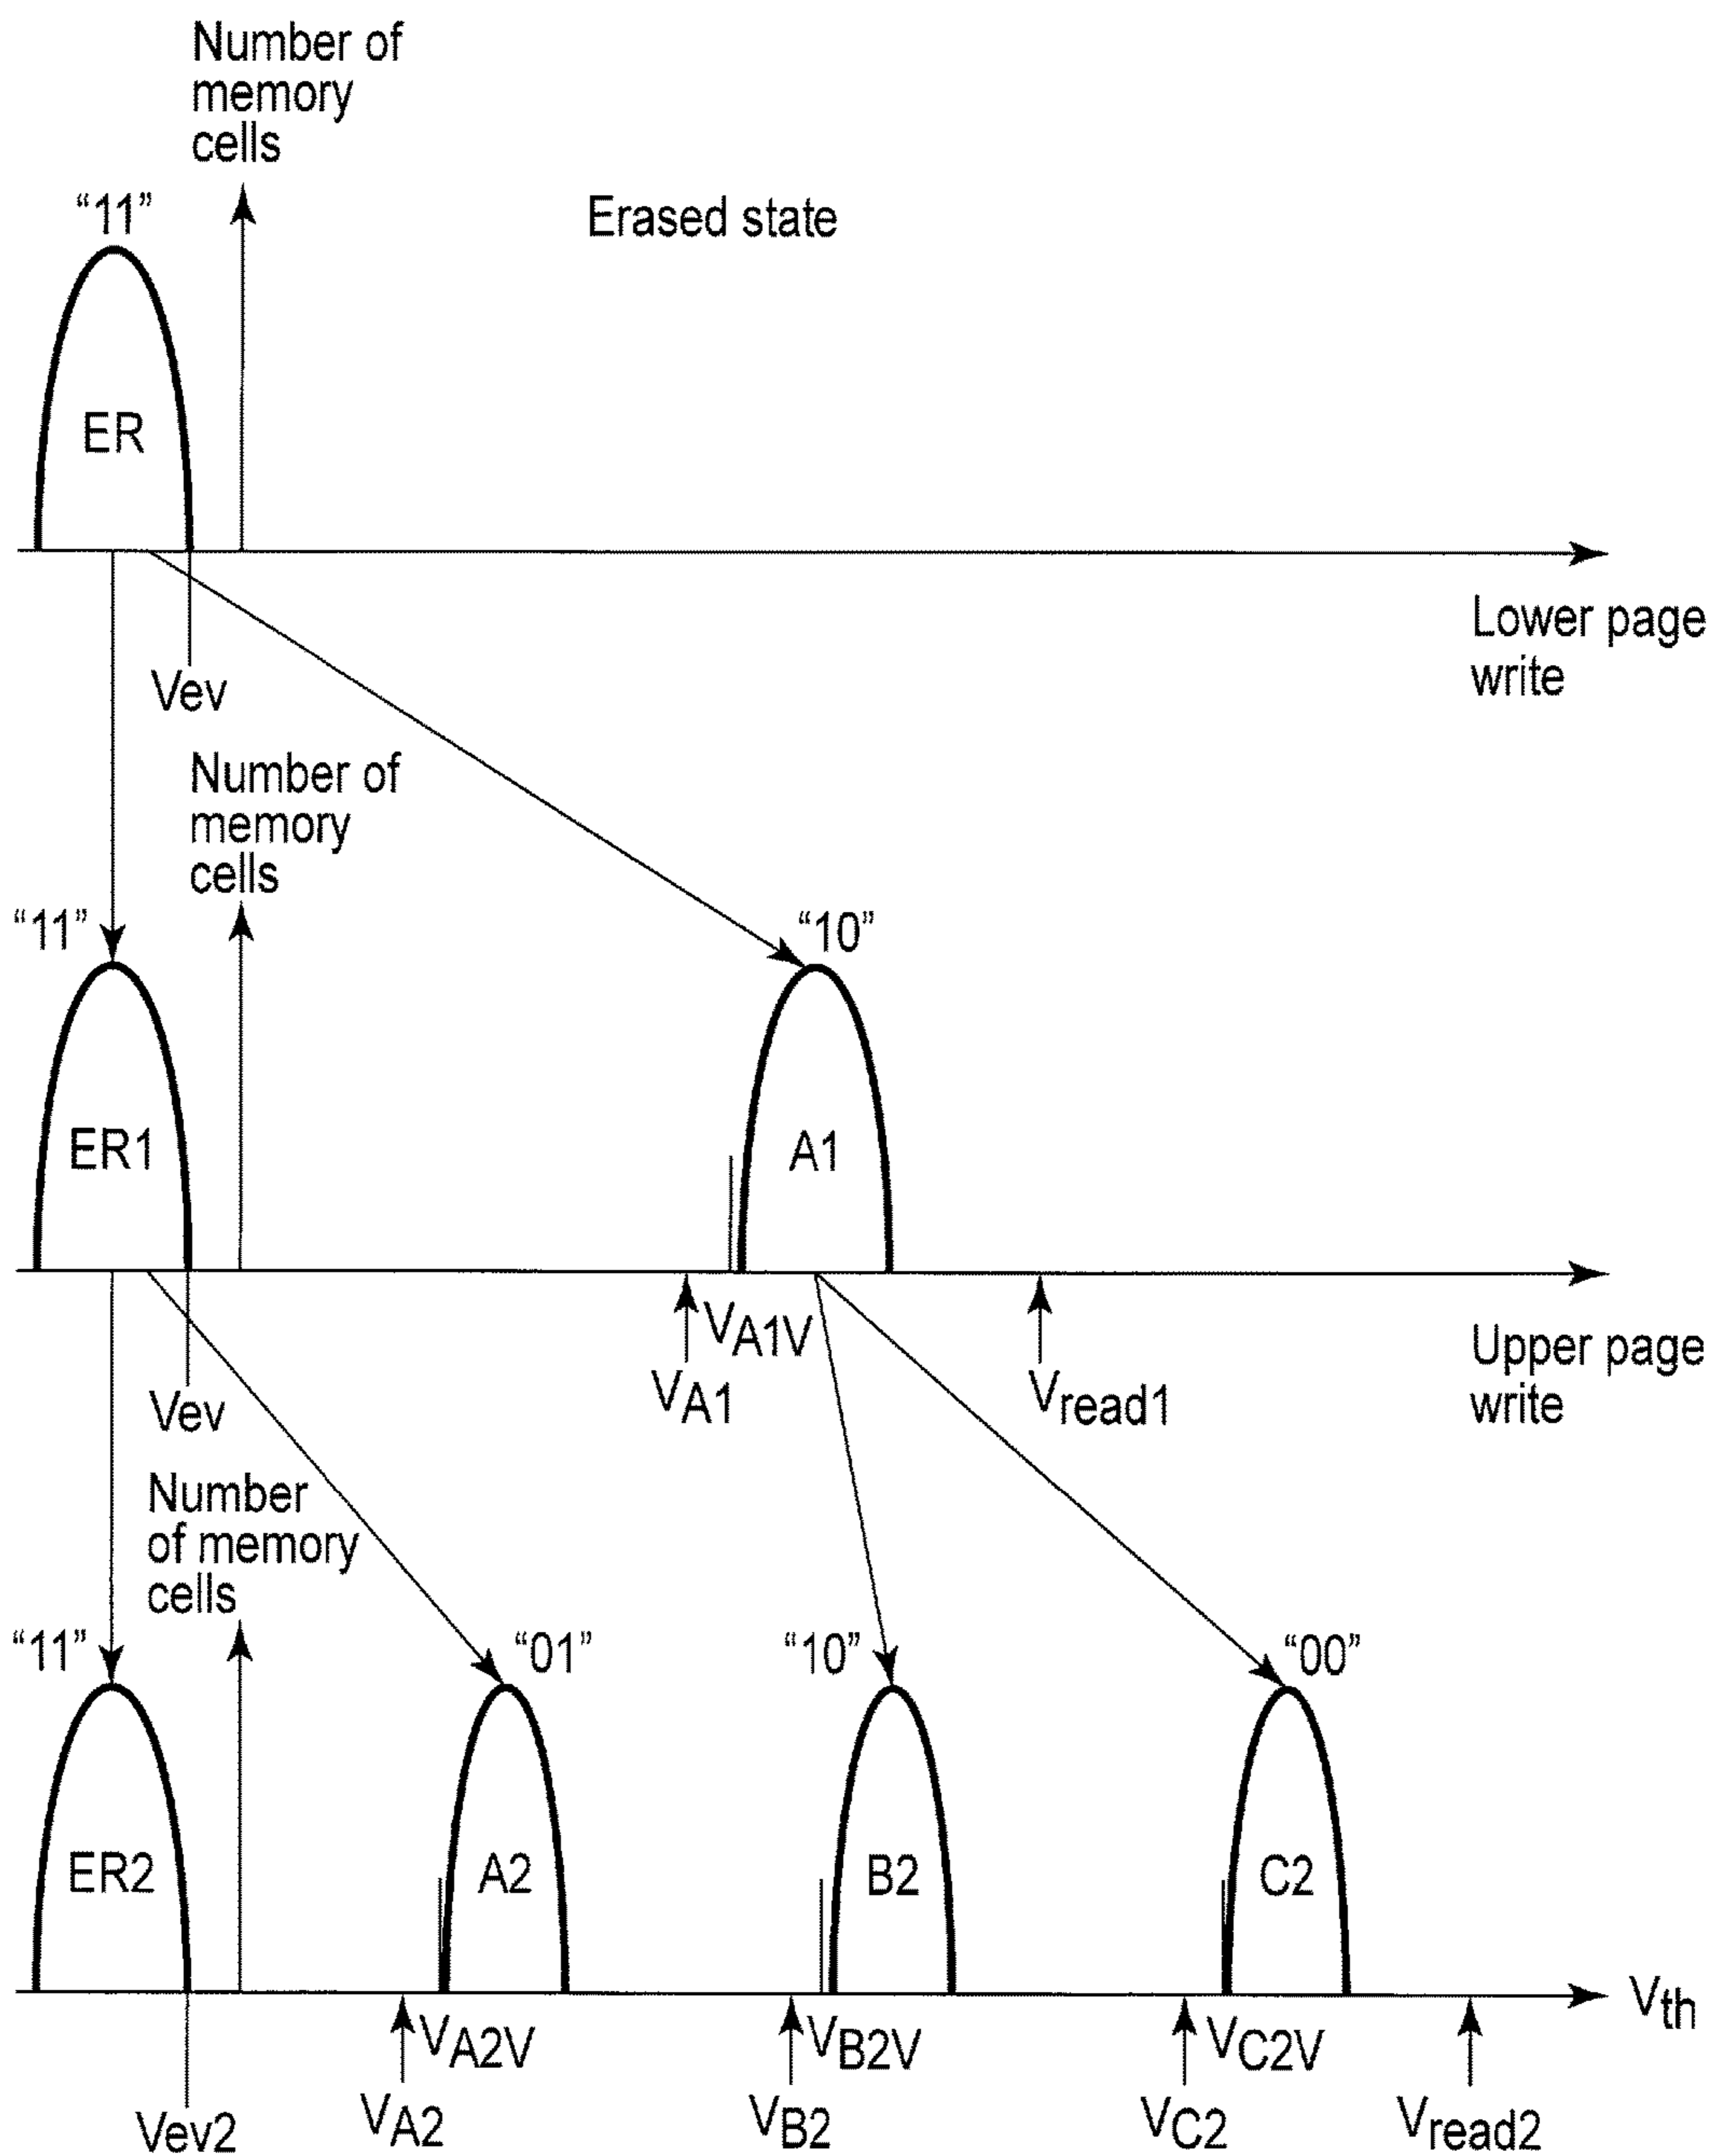 Number of
memory
cells
“11”
Erased state
ER
Lower page
write
Vev
Number of
memory
cells
“11”
“10”
ER1
A1
VA1V
Upper page
write
VA1
Vread1
Vev
Number
of memory
cells
“11”
“01”
“10”
“00”
ER2
A2
B2
C2
Vth
VA2V
VB2V
VC2V
Vev2
VA2
VB2
VC2
Vread2